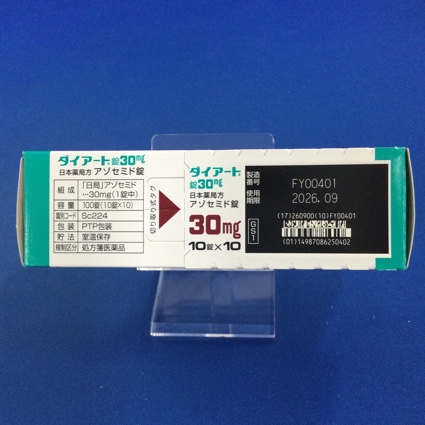 ダイアート錠30mg
日本薬局方 アゾセミド錠
組成 「日局」アゾセミド
…30mg(1錠中)
容量 100錠(10錠×10)
識別コード Sc224
包装 PTP包装
貯法 室温保存
規制区分 処方箋医薬品
切り取り式タグ
ダイアート
錠30mg
日本薬局方
アゾセミド錠
30mg
10錠×10
製造番号 FY00401
使用期限 2026.09
GS1
(17)260900(10)FY00401
(01)14987086250402